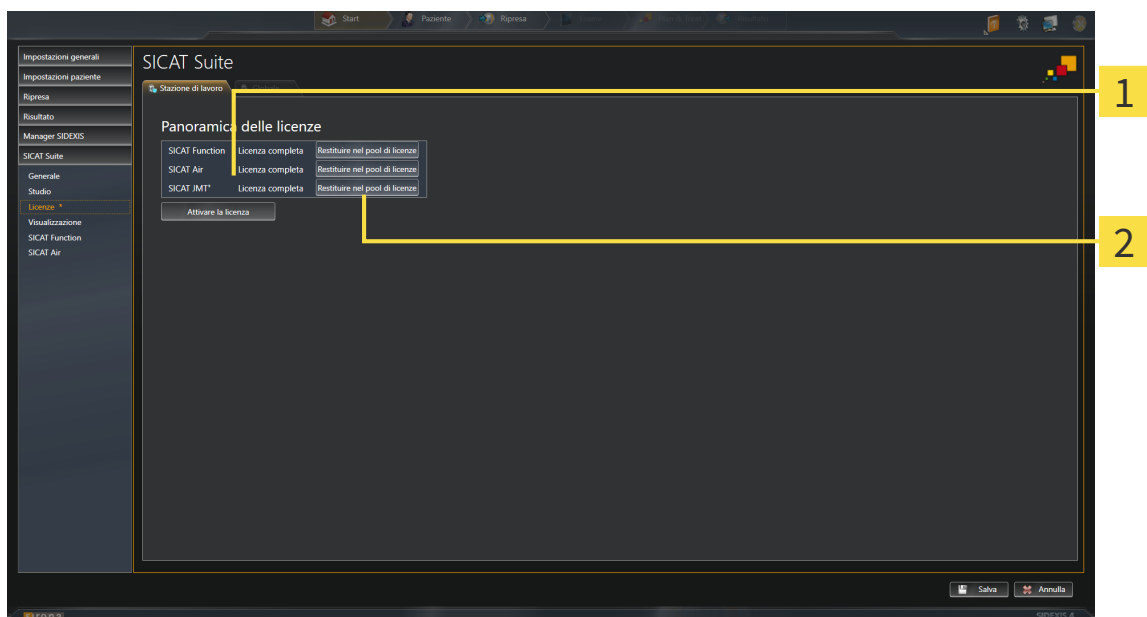 Start Paziente Ripresa
Impostazioni generali
Impostazioni paziente
Ripresa
Risultato
Manager SIDEXIS
SICAT Suite
Generale
Studio
Licenze *
Visualizzazione
SICAT Function
SICAT Air
SICAT Suite
Stazione di lavoro
Panoramica delle licenze
SICAT Function Licenza completa Restituire nel pool di licenze
SICAT Air Licenza completa Restituire nel pool di licenze
SICAT JMT+ Licenza completa Restituire nel pool di licenze
Attivare la licenza
1
2
Salva Annulla
SIDEXIS 4